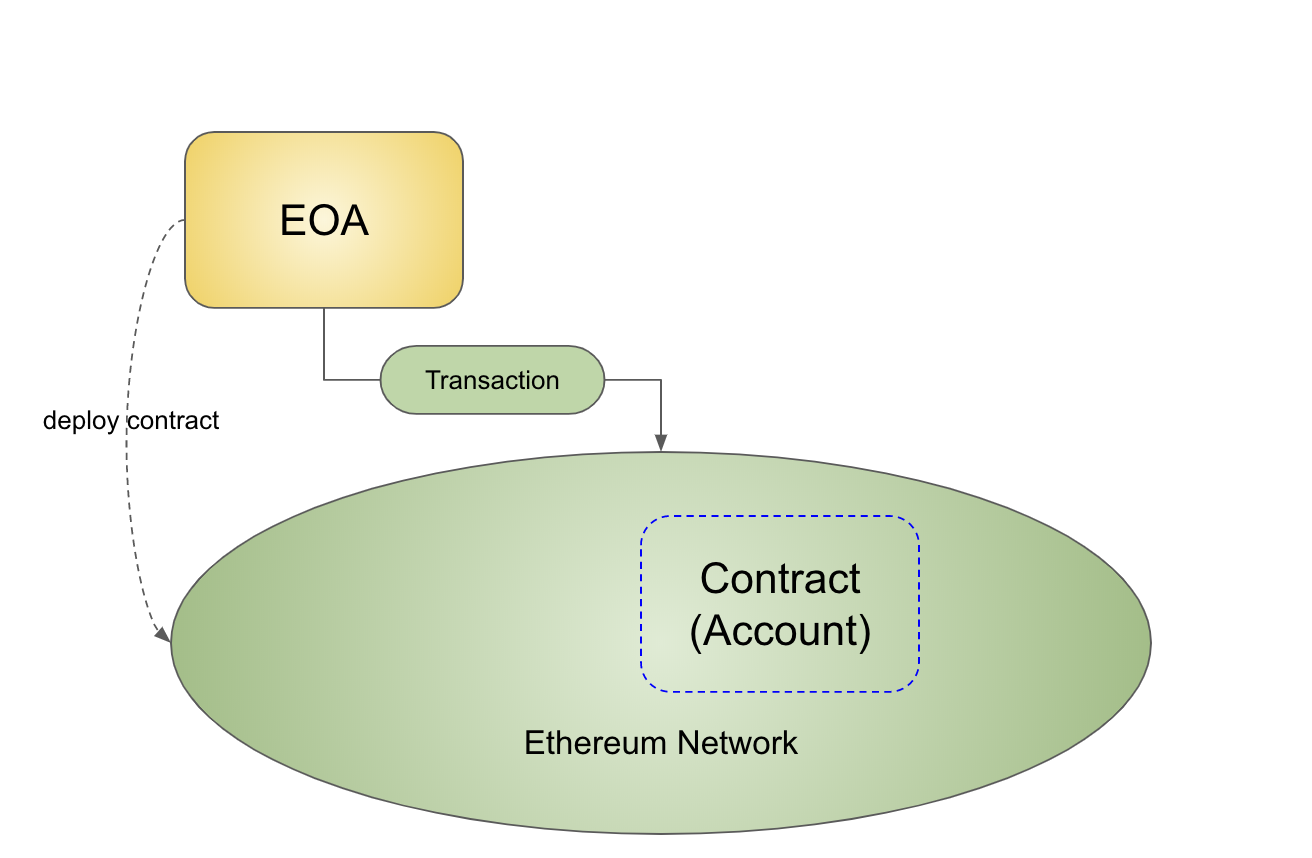 EOA
Transaction
deploy contract
Contract
(Account)
Ethereum Network